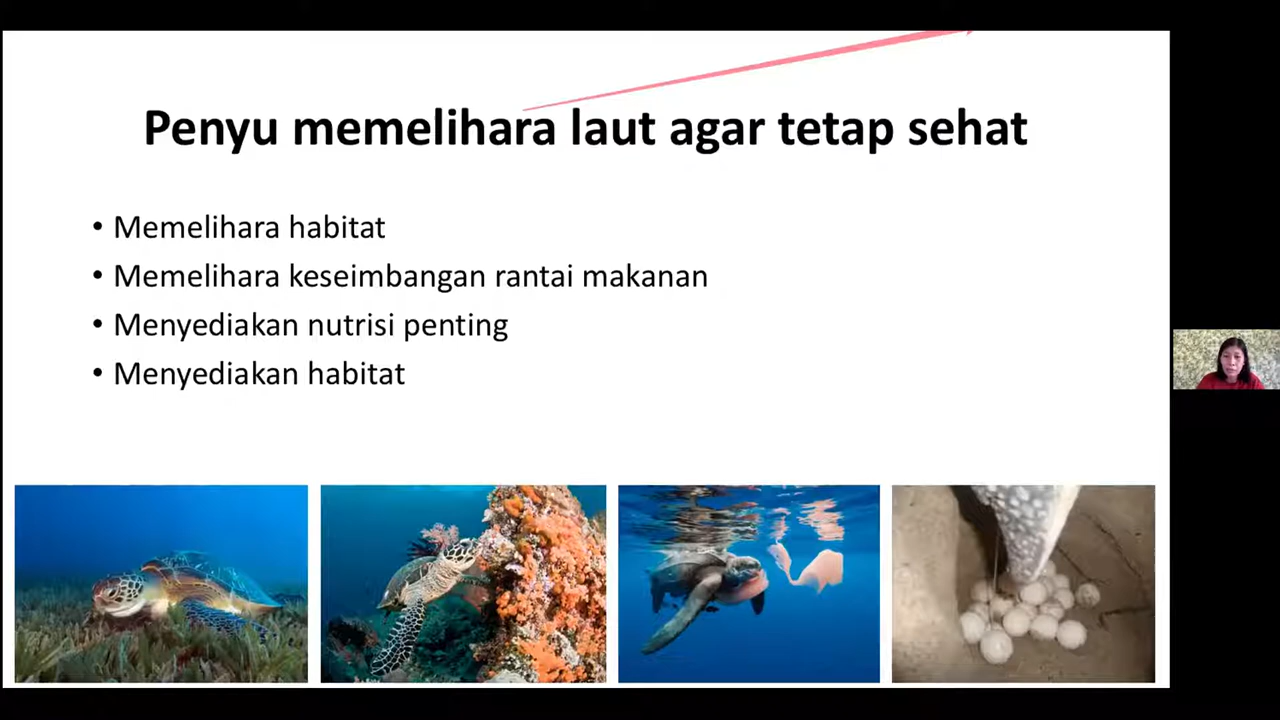 Penyu memelihara laut agar tetap sehat
• Memelihara habitat
• Memelihara keseimbangan rantai makanan
• Menyediakan nutrisi penting
• Menyediakan habitat